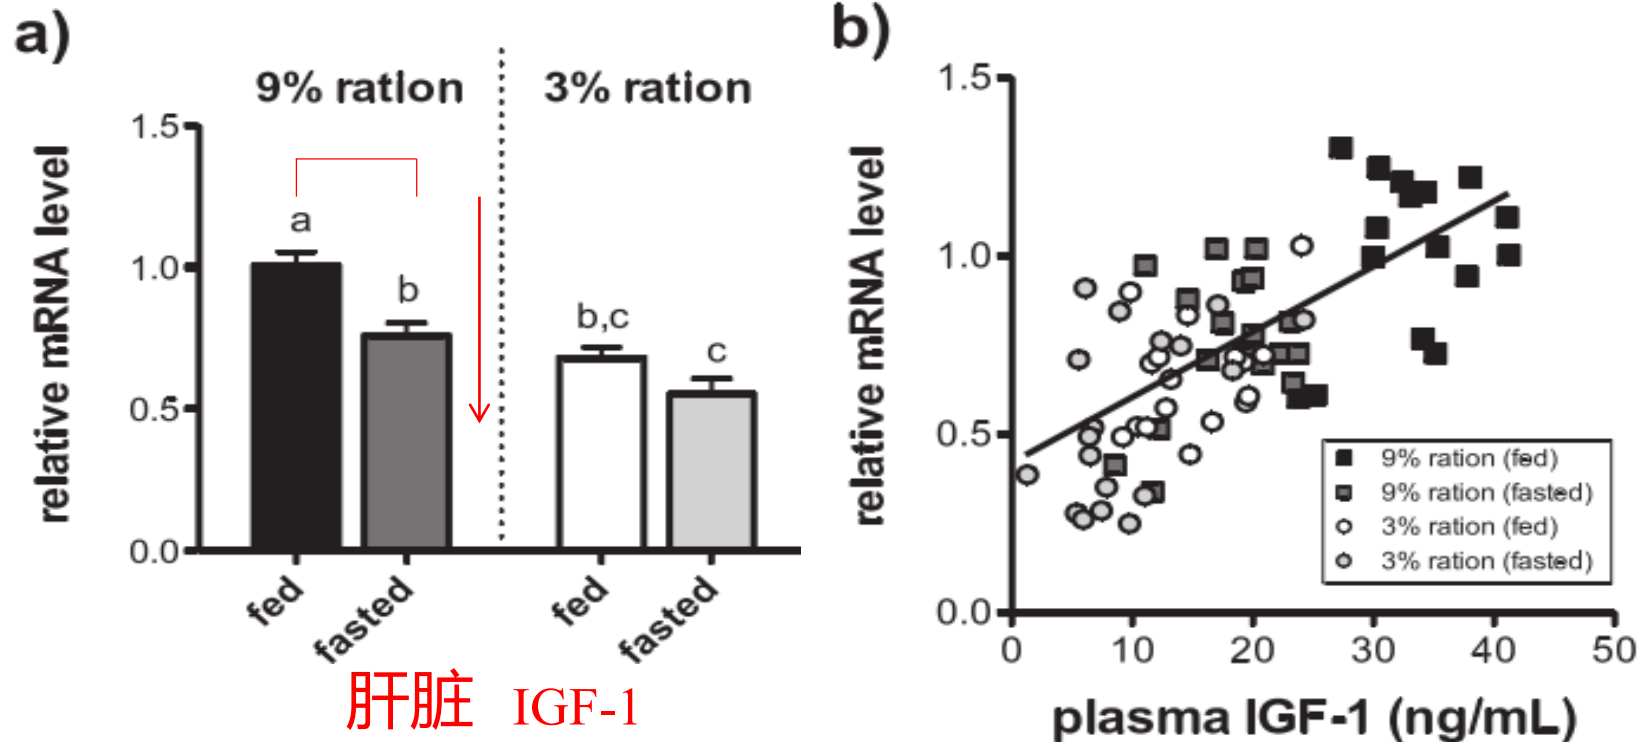 a)
9% ration
3% ration
relative mRNA level
1.5
1.0
0.5
0.0
a
b
b,c
c
fed
fasted
fed
fasted
肝脏 IGF-1
b)
relative mRNA level
1.5
1.0
0.5
0.0
9% ration (fed)
9% ration (fasted)
3% ration (fed)
3% ration (fasted)
0 10 20 30 40 50
plasma IGF-1 (ng/mL)